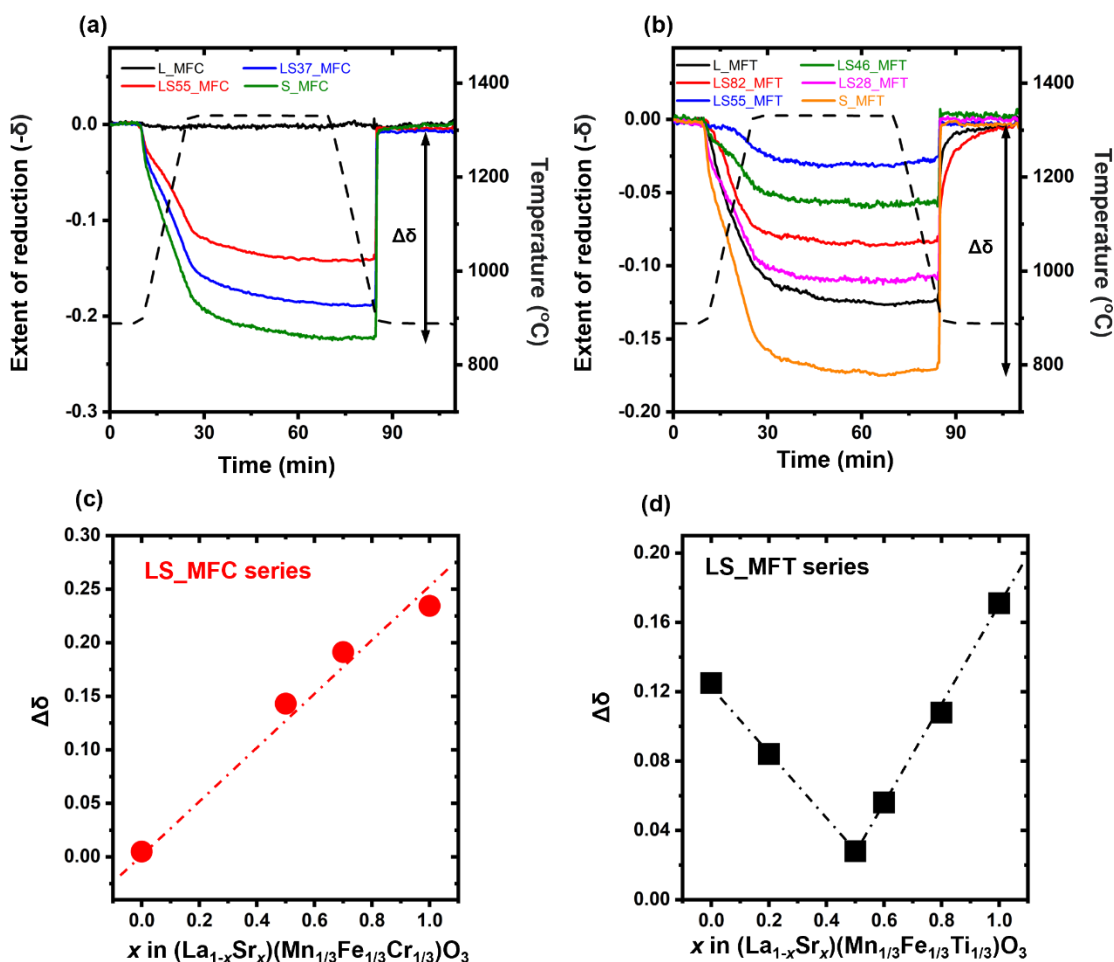 (a)
L_MFC LS37_MFC
LS55_MFC S_MFC
Extent of reduction (-δ)
0.0
-0.1
-0.2
-0.3
0 30 60 90
Time (min)
1400
1200
1000
800
Temperature (°C)
Δδ
(b)
L_MFT LS46_MFT
LS82_MFT LS28_MFT
LS55_MFT S_MFT
Extent of reduction (-δ)
0.00
-0.05
-0.10
-0.15
-0.20
0 30 60 90
Time (min)
1400
1200
1000
800
Temperature (°C)
Δδ
(c)
LS_MFC series
Δδ
0.30
0.25
0.20
0.15
0.10
0.05
0.00
0.0 0.2 0.4 0.6 0.8 1.0
x in (La1-xSrx)(Mn1/3Fe1/3Cr1/3)O3
(d)
LS_MFT series
Δδ
0.20
0.16
0.12
0.08
0.04
0.00
0.0 0.2 0.4 0.6 0.8 1.0
x in (La1-xSrx)(Mn1/3Fe1/3Ti1/3)O3